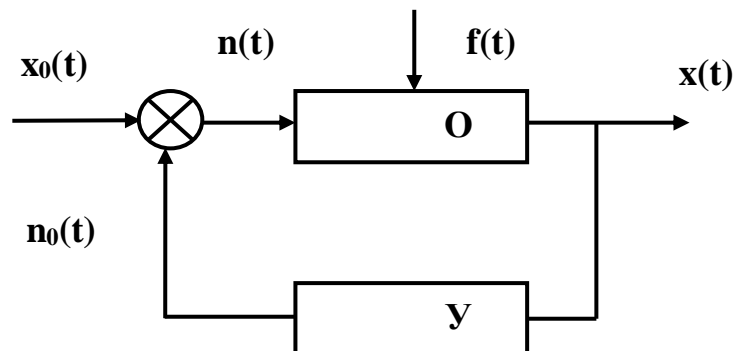 n(t)
f(t)
x₀(t)
x(t)
О
n₀(t)
У